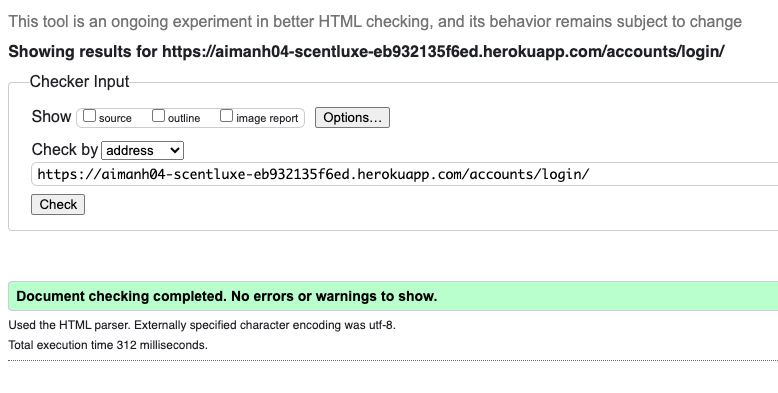 This tool is an ongoing experiment in better HTML checking, and its behavior remains subject to change
Showing results for https://aimanh04-scentluxe-eb932135f6ed.herokuapp.com/accounts/login/
Checker Input
Show source outline image report Options...
Check by address
https://aimanh04-scentluxe-eb932135f6ed.herokuapp.com/accounts/login/
Check
Document checking completed. No errors or warnings to show.
Used the HTML parser. Externally specified character encoding was utf-8.
Total execution time 312 milliseconds.